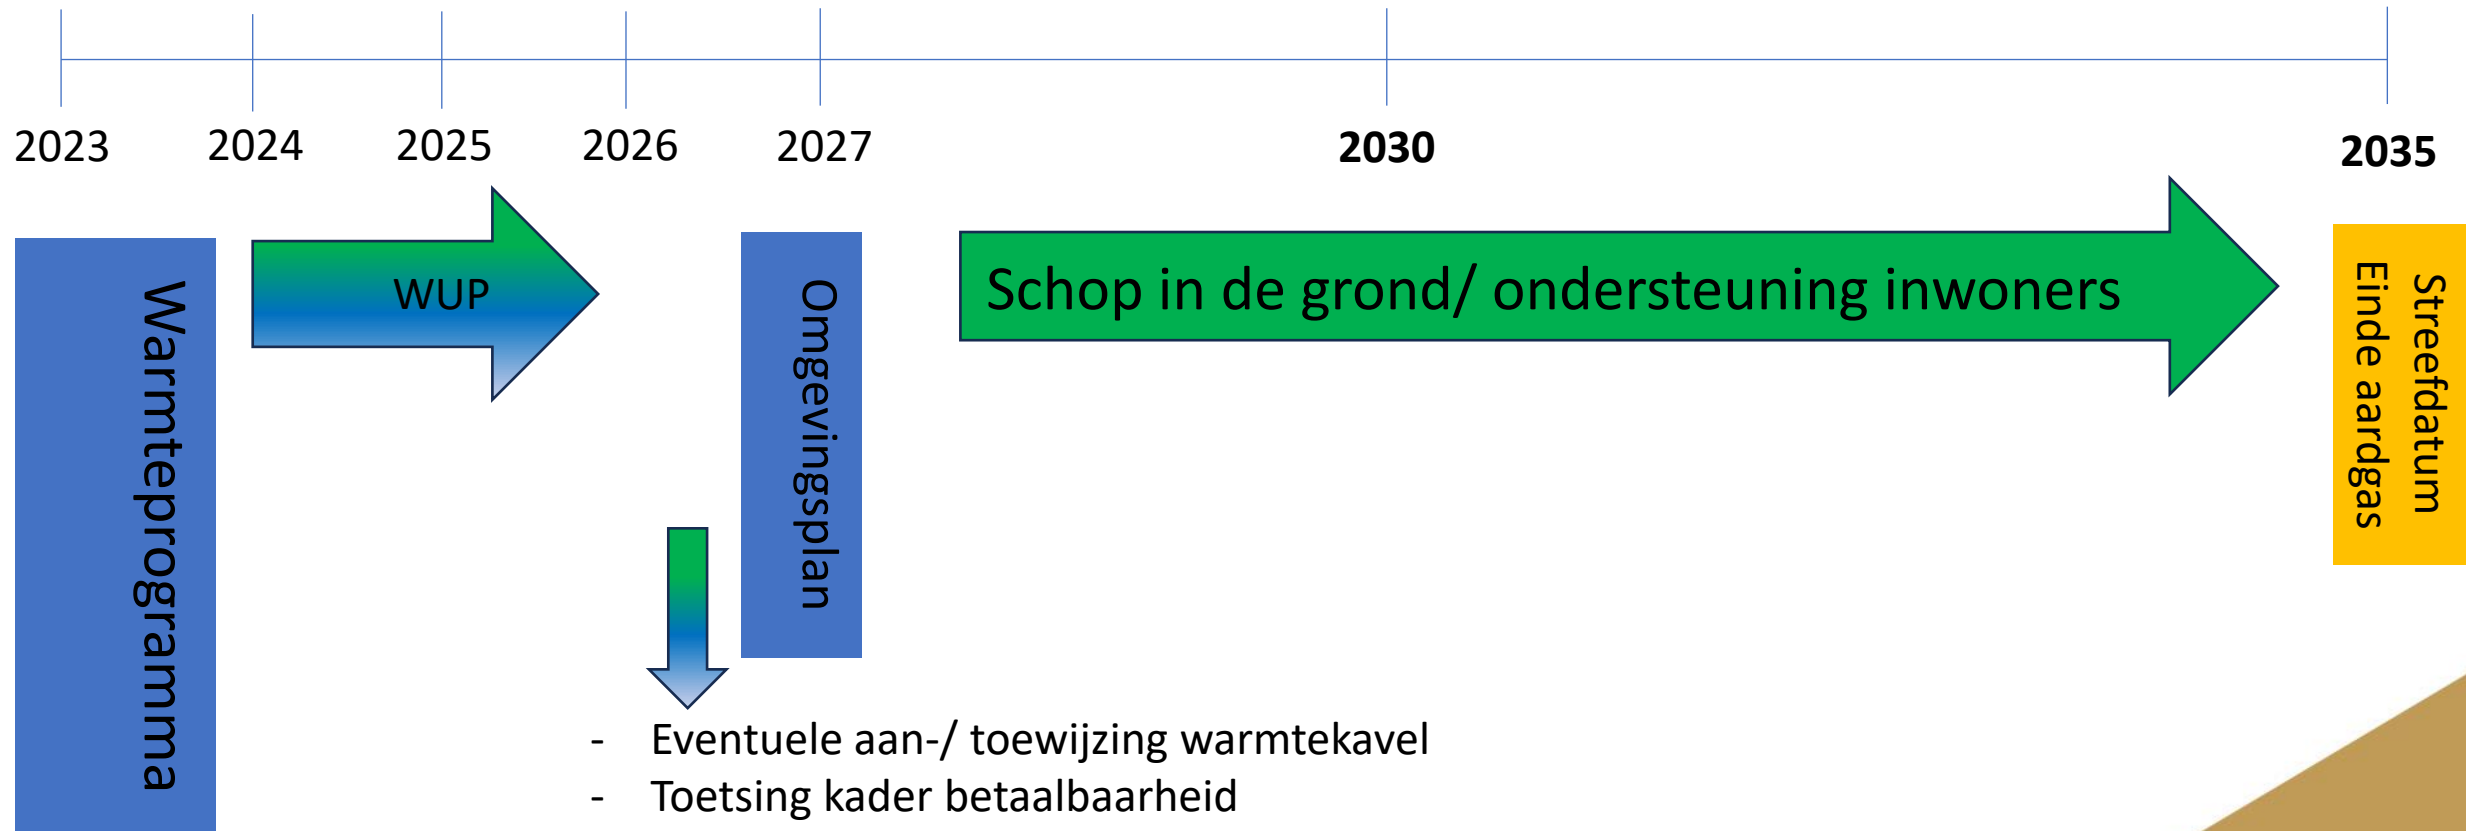 2023
2024
2025
2026
2027
2030
2035
Warmteprogramma
WUP
Omgevingsplan
Schop in de grond/ ondersteuning inwoners
Streefdatum
Einde aardgas
- Eventuele aan-/ toewijzing warmtekavel
- Toetsing kader betaalbaarheid